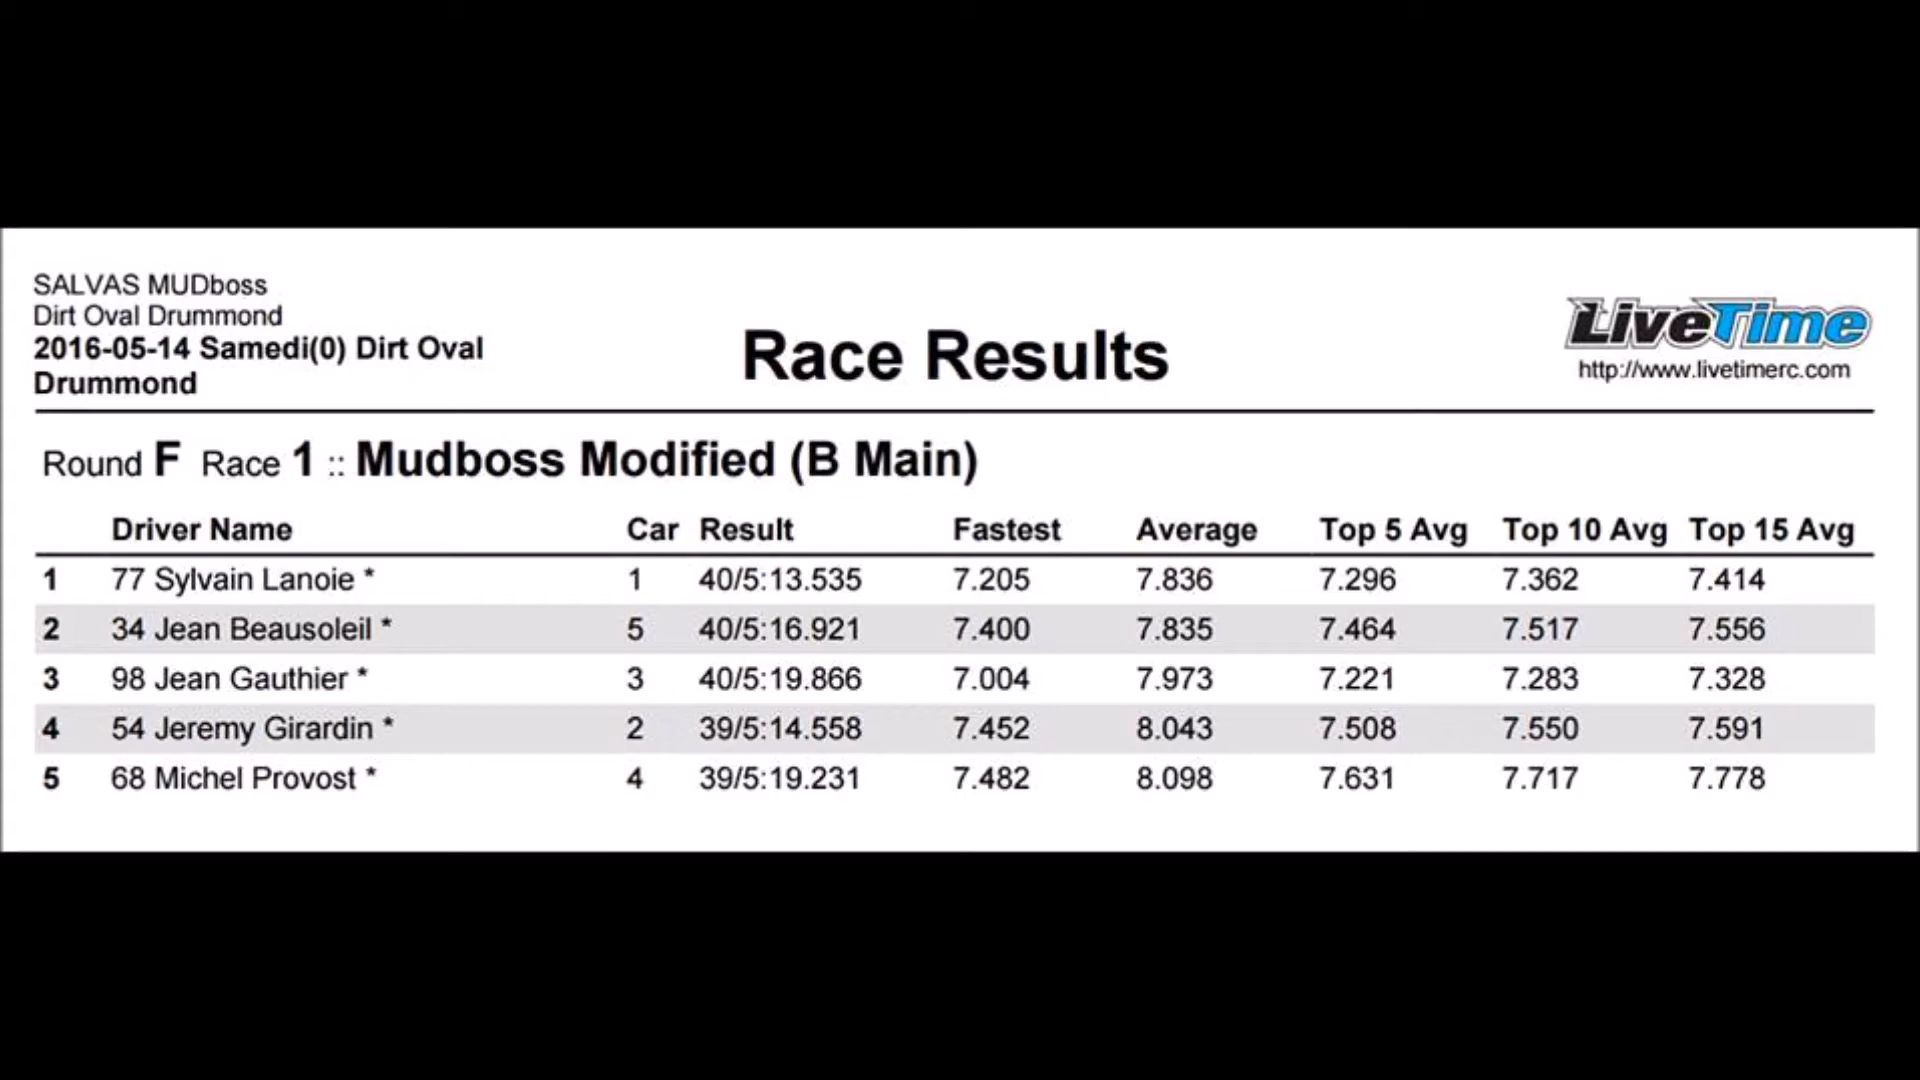 SALVAS MUDboss
Dirt Oval Drummond
2016-05-14 Samedi(0) Dirt Oval
Drummond
Race Results
LiveTime
http://www.livetimerc.com
Round F Race 1 :: Mudboss Modified (B Main)
Driver Name Car Result Fastest Average Top 5 Avg Top 10 Avg Top 15 Avg
1 77 Sylvain Lanoie * 1 40/5:13.535 7.205 7.836 7.296 7.362 7.414
2 34 Jean Beausoleil * 5 40/5:16.921 7.400 7.835 7.464 7.517 7.556
3 98 Jean Gauthier * 3 40/5:19.866 7.004 7.973 7.221 7.283 7.328
4 54 Jeremy Girardin * 2 39/5:14.558 7.452 8.043 7.508 7.550 7.591
5 68 Michel Provost * 4 39/5:19.231 7.482 8.098 7.631 7.717 7.778